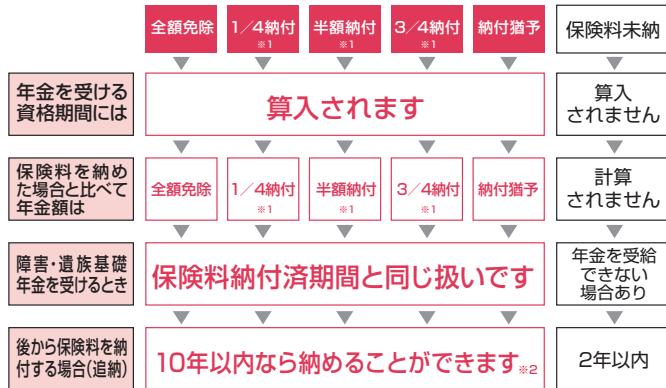 全額免除 1／4納付 半額納付 3／4納付 納付猶予 保険料未納
※1 ※1 ※1
年金を受ける
資格期間には
算入されます
算入
されません
保険料を納め
た場合と比べて
年金額は
全額免除 1／4納付 半額納付 3／4納付 納付猶予
※1 ※1 ※1
計算
されません
障害・遺族基礎
年金を受けるとき
保険料納付済期間と同じ扱いです
年金を受給
できない
場合あり
後から保険料を納
付する場合(追納)
10年以内なら納めることができます※2
2年以内